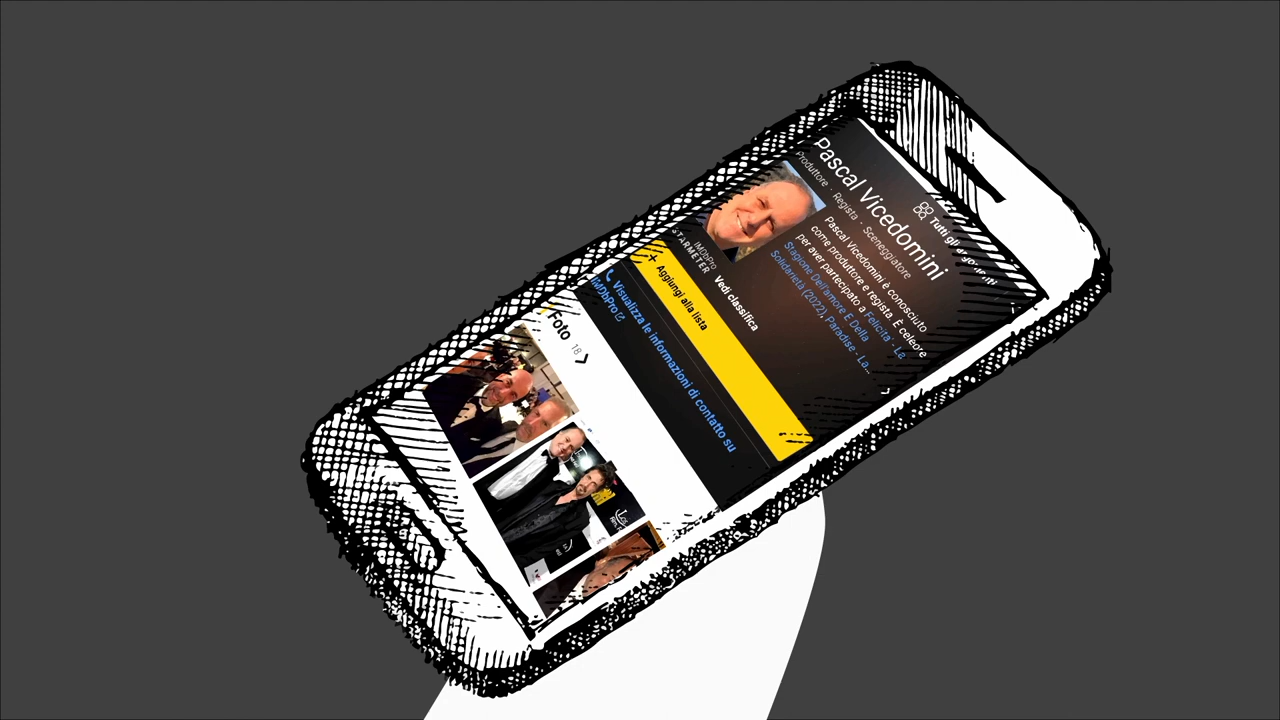 Tutti gli argomenti
Pascal Vicedomini
Produttore · Regista · Sceneggiatore
Pascal Vicedomini è conosciuto
come produttore e regista. È celebre
per aver partecipato a Felicita' - La
Stagione Dell'amore E Della
Solidarietà (2022), Paradise - La...
IMDbPro
STARMETER
Vedi classifica
+ Aggiungi alla lista
Visualizza le informazioni di contatto su
IMDbPro
Foto 18